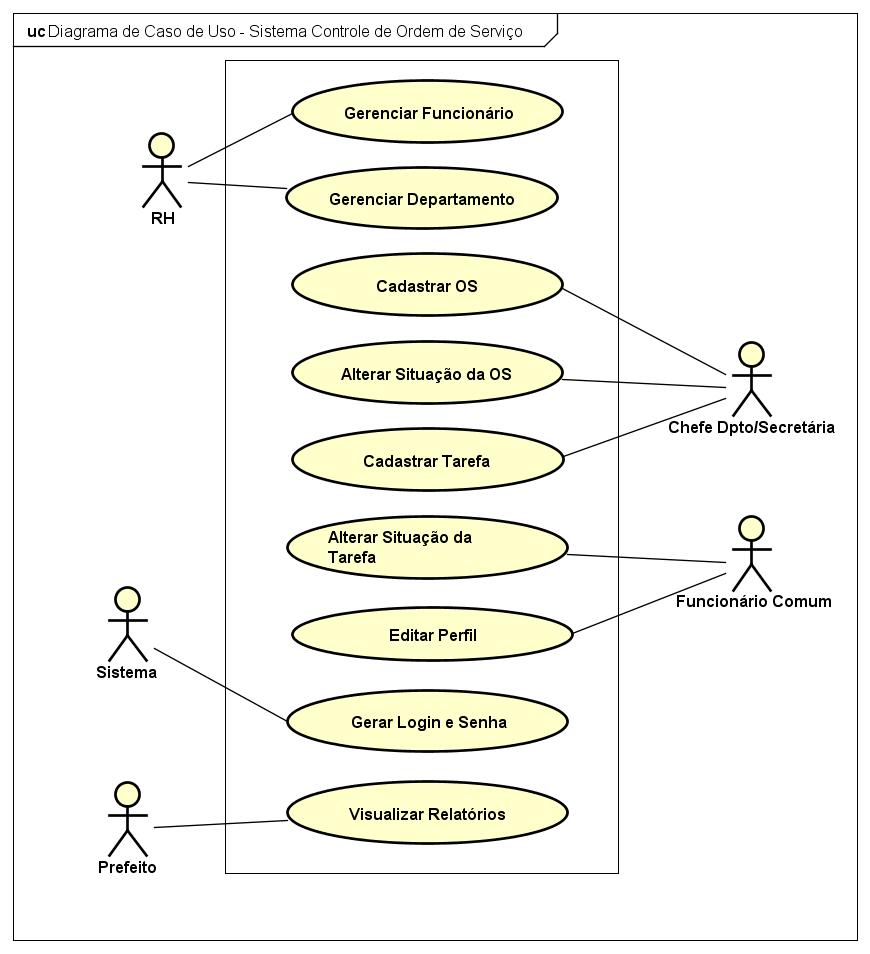 uc Diagrama de Caso de Uso - Sistema Controle de Ordem de Serviço
Gerenciar Funcionário
RH
Gerenciar Departamento
Cadastrar OS
Alterar Situação da OS
Chefe Dpto/Secretária
Cadastrar Tarefa
Alterar Situação da
Tarefa
Funcionário Comum
Editar Perfil
Sistema
Gerar Login e Senha
Visualizar Relatórios
Prefeito